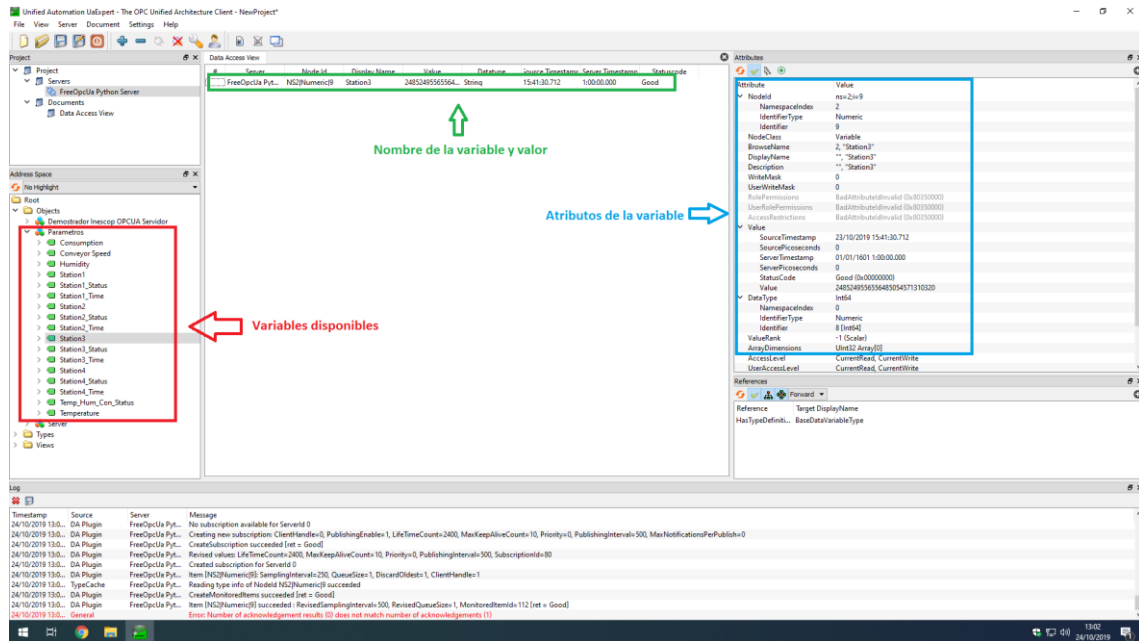 Unified Automation UaExpert - The OPC Unified Architecture Client - NewProject*
File View Server Document Settings Help
Project
Project
Servers
FreeOpcUa Python Server
Documents
Data Access View
Address Space
No Highlight
Root
Objects
Demostrador Inescop OPCUA Servidor
Parametros
Consumption
Conveyor Speed
Humidity
Station1
Station1_Status
Station1_Time
Station2
Station2_Status
Station2_Time
Station3
Station3_Status
Station3_Time
Station4
Station4_Status
Station4_Time
Temp_Hum_Con_Status
Temperature
Server
Types
Views
Data Access View
# Server Node Id Display Name Value Datatype Source Timestamp Server Timestamp Statuscode
FreeOpcUa Pyt... NS2|Numeric|9 Station3 24852495565564... String 15:41:30.712 1:00:00.000 Good
Nombre de la variable y valor
Atributos de la variable
Variables disponibles
Attributes
Attribute Value
NodeId ns=2;i=9
NamespaceIndex 2
IdentifierType Numeric
Identifier 9
NodeClass Variable
BrowseName 2, "Station3"
DisplayName "", "Station3"
Description "", "Station3"
WriteMask 0
UserWriteMask 0
RolePermissions BadAttributeIdInvalid (0x80350000)
UserRolePermissions BadAttributeIdInvalid (0x80350000)
AccessRestrictions BadAttributeIdInvalid (0x80350000)
Value
SourceTimestamp 23/10/2019 15:41:30.712
SourcePicoseconds 0
ServerTimestamp 01/01/1601 1:00:00.000
ServerPicoseconds 0
StatusCode Good (0x00000000)
Value 2485249556556485054571310320
DataType Int64
NamespaceIndex 0
IdentifierType Numeric
Identifier 8 [Int64]
ValueRank -1 (Scalar)
ArrayDimensions UInt32 Array[0]
AccessLevel CurrentRead, CurrentWrite
UserAccessLevel CurrentRead, CurrentWrite
References
Forward
Reference Target DisplayName
HasTypeDefiniti... BaseDataVariableType
Log
Timestamp Source Server Message
24/10/2019 13:0... DA Plugin FreeOpcUa Pyt... No subscription available for ServerId 0
24/10/2019 13:0... DA Plugin FreeOpcUa Pyt... Creating new subscription: ClientHandle=0, PublishingEnable=1, LifeTimeCount=2400, MaxKeepAliveCount=10, Priority=0, PublishingInterval=500, MaxNotificationsPerPublish=0
24/10/2019 13:0... DA Plugin FreeOpcUa Pyt... CreateSubscription succeeded [ret = Good]
24/10/2019 13:0... DA Plugin FreeOpcUa Pyt... Revised values: LifeTimeCount=2400, MaxKeepAliveCount=10, Priority=0, PublishingInterval=500, SubscriptionId=80
24/10/2019 13:0... DA Plugin FreeOpcUa Pyt... Created subscription for ServerId 0
24/10/2019 13:0... DA Plugin FreeOpcUa Pyt... Item [NS2|Numeric|9]: SamplingInterval=250, QueueSize=1, DiscardOldest=1, ClientHandle=1
24/10/2019 13:0... TypeCache FreeOpcUa Pyt... Reading type info of NodeId NS2|Numeric|9 succeeded
24/10/2019 13:0... DA Plugin FreeOpcUa Pyt... CreateMonitoredItems succeeded [ret = Good]
24/10/2019 13:0... DA Plugin FreeOpcUa Pyt... Item [NS2|Numeric|9] succeeded : RevisedSamplingInterval=500, RevisedQueueSize=1, MonitoredItemId=112 [ret = Good]
24/10/2019 13:0... General Error: Number of acknowledgement results (0) does not match number of acknowledgements (1)
13:02
24/10/2019